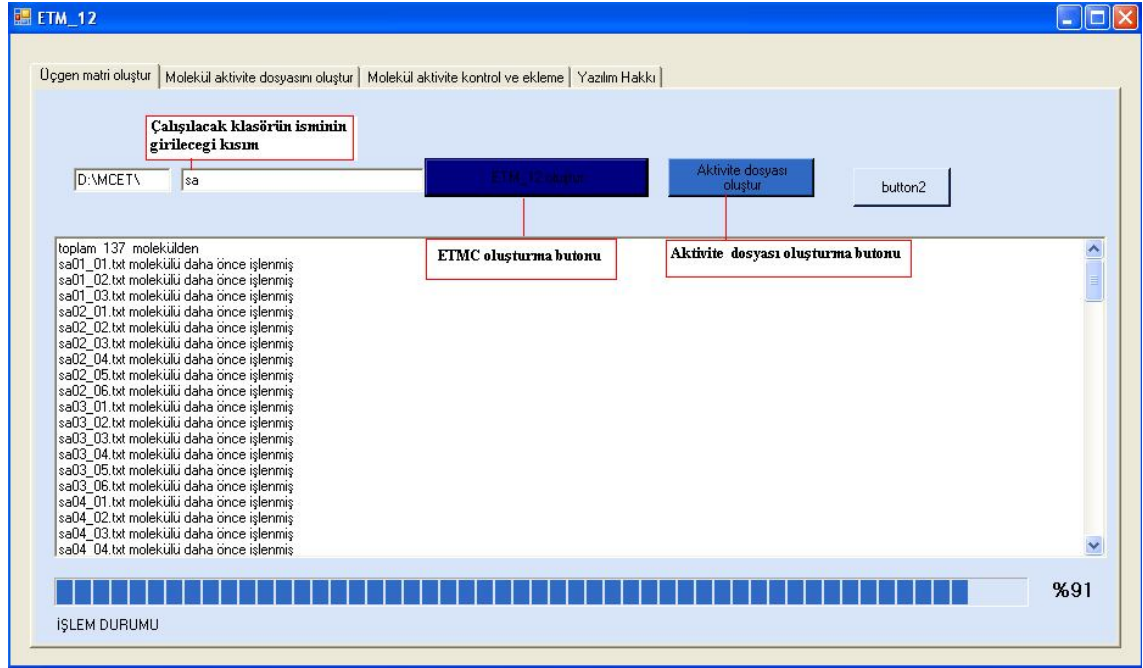 ETM_12
Üçgen matri oluştur
Molekül aktivite dosyasını oluştur
Molekül aktivite kontrol ve ekleme
Yazılım Hakkı
Çalışılacak klasörün isminin
girilecegi kısım
D:\MCET\
sa
ETM_12 oluştur
Aktivite dosyası
oluştur
button2
ETMC oluşturma butonu
Aktivite dosyası oluşturma butonu
toplam 137 molekülden
sa01_01.txt molekülü daha önce işlenmiş
sa01_02.txt molekülü daha önce işlenmiş
sa01_03.txt molekülü daha önce işlenmiş
sa02_01.txt molekülü daha önce işlenmiş
sa02_02.txt molekülü daha önce işlenmiş
sa02_03.txt molekülü daha önce işlenmiş
sa02_04.txt molekülü daha önce işlenmiş
sa02_05.txt molekülü daha önce işlenmiş
sa02_06.txt molekülü daha önce işlenmiş
sa03_01.txt molekülü daha önce işlenmiş
sa03_02.txt molekülü daha önce işlenmiş
sa03_03.txt molekülü daha önce işlenmiş
sa03_04.txt molekülü daha önce işlenmiş
sa03_05.txt molekülü daha önce işlenmiş
sa03_06.txt molekülü daha önce işlenmiş
sa04_01.txt molekülü daha önce işlenmiş
sa04_02.txt molekülü daha önce işlenmiş
sa04_03.txt molekülü daha önce işlenmiş
sa04_04.txt molekülü daha önce işlenmiş
%91
İŞLEM DURUMU